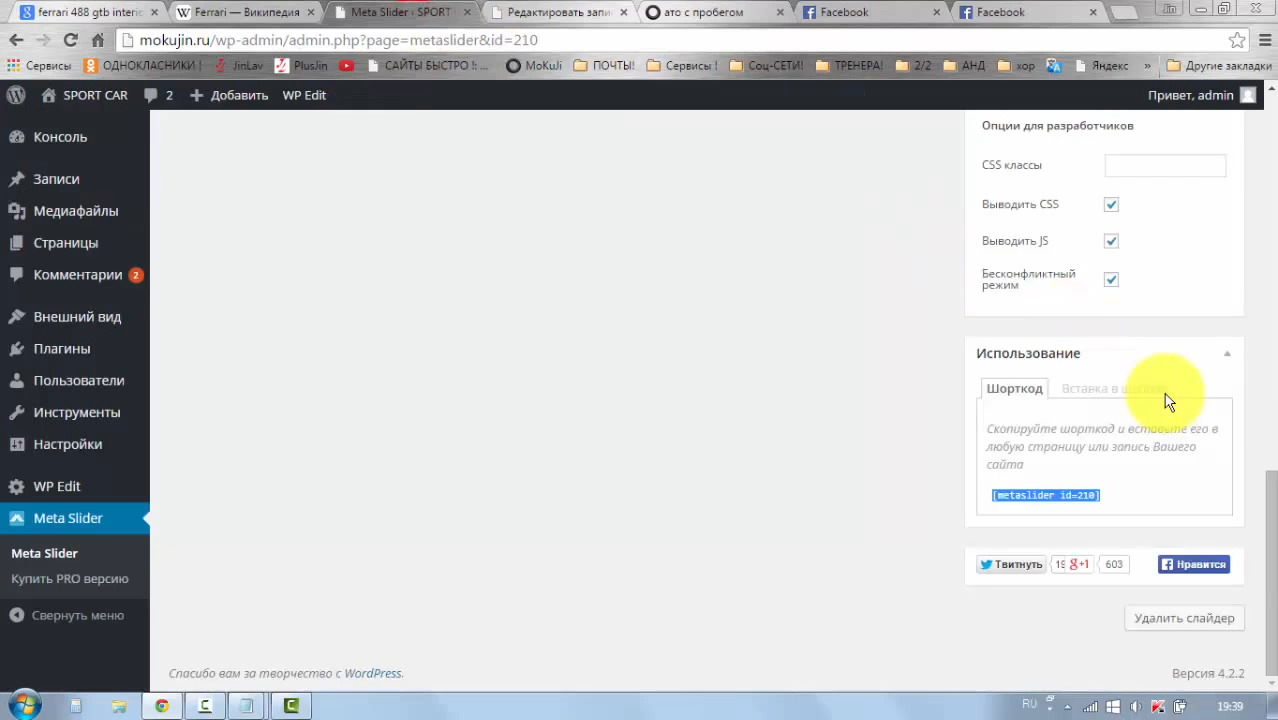 ferrari 488 gtb interi
Ferrari — Википедия
Meta Slider ‹ SPORT
Редактировать запи
ато с пробегом
Facebook
Facebook
mokujin.ru/wp-admin/admin.php?page=metaslider&id=210
Сервисы
ОДНОКЛАСНИКИ !
JinLav
PlusJin
САЙТЫ БЫСТРО !:...
MoKuJi
ПОЧТЫ!
Сервисы !
Соц-СЕТИ!
ТРЕНЕРА!
2/2
АНД
хор
Яндекс
»
Другие закладки
SPORT CAR
2
Добавить
WP Edit
Привет, admin
Консоль
Записи
Медиафайлы
Страницы
Комментарии 2
Внешний вид
Плагины
Пользователи
Инструменты
Настройки
WP Edit
Meta Slider
Meta Slider
Купить PRO версию
Свернуть меню
Опции для разработчиков
CSS классы
Выводить CSS
Выводить JS
Бесконфликтный
режим
Использование
Шорткод
Вставка в шаблон
Скопируйте шорткод и вставьте его в
любую страницу или запись Вашего
сайта
[metaslider id=210]
Твитнуть
19
g+1
603
Нравится
Удалить слайдер
Спасибо вам за творчество с WordPress.
Версия 4.2.2
RU
19:39